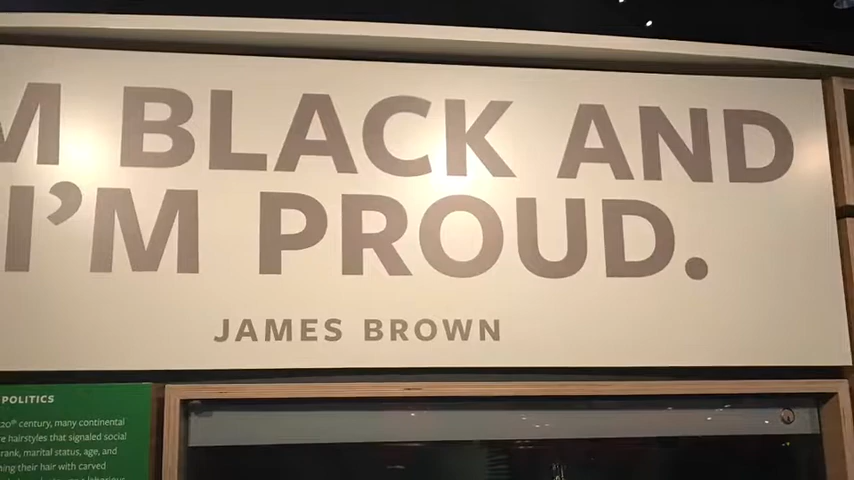 M BLACK AND
I'M PROUD.
JAMES BROWN
POLITICS
20th century, many continental
hairstyles that signaled social
rank, marital status, age, and
their hair with carved